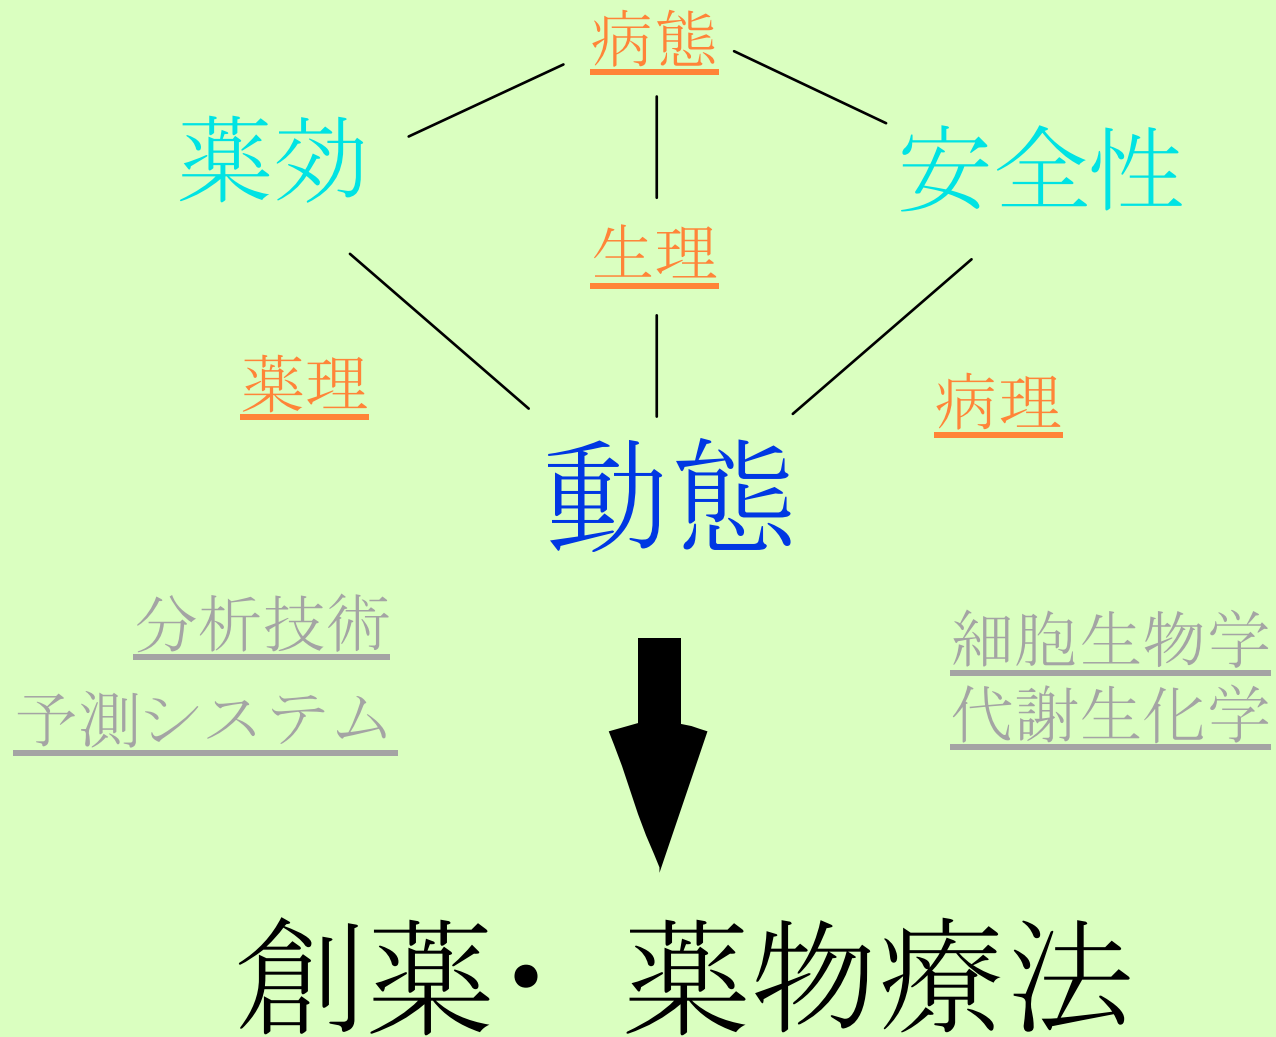 病態
薬効
安全性
生理
薬理
病理
動態
分析技術
細胞生物学
予測システム
代謝生化学
創薬・ 薬物療法